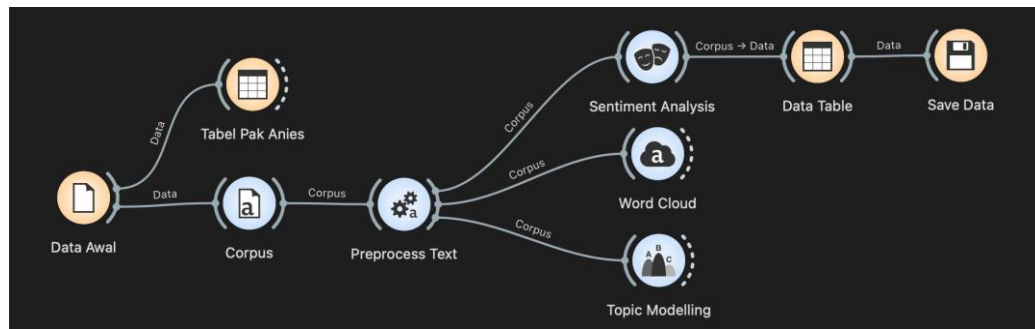 Data
Tabel Pak Anies
Data
Data Awal
a
Corpus
Corpus
a
Preprocess Text
Corpus
Sentiment Analysis
Corpus → Data
Data Table
Data
Save Data
Corpus
a
Word Cloud
Corpus
A B C
Topic Modelling